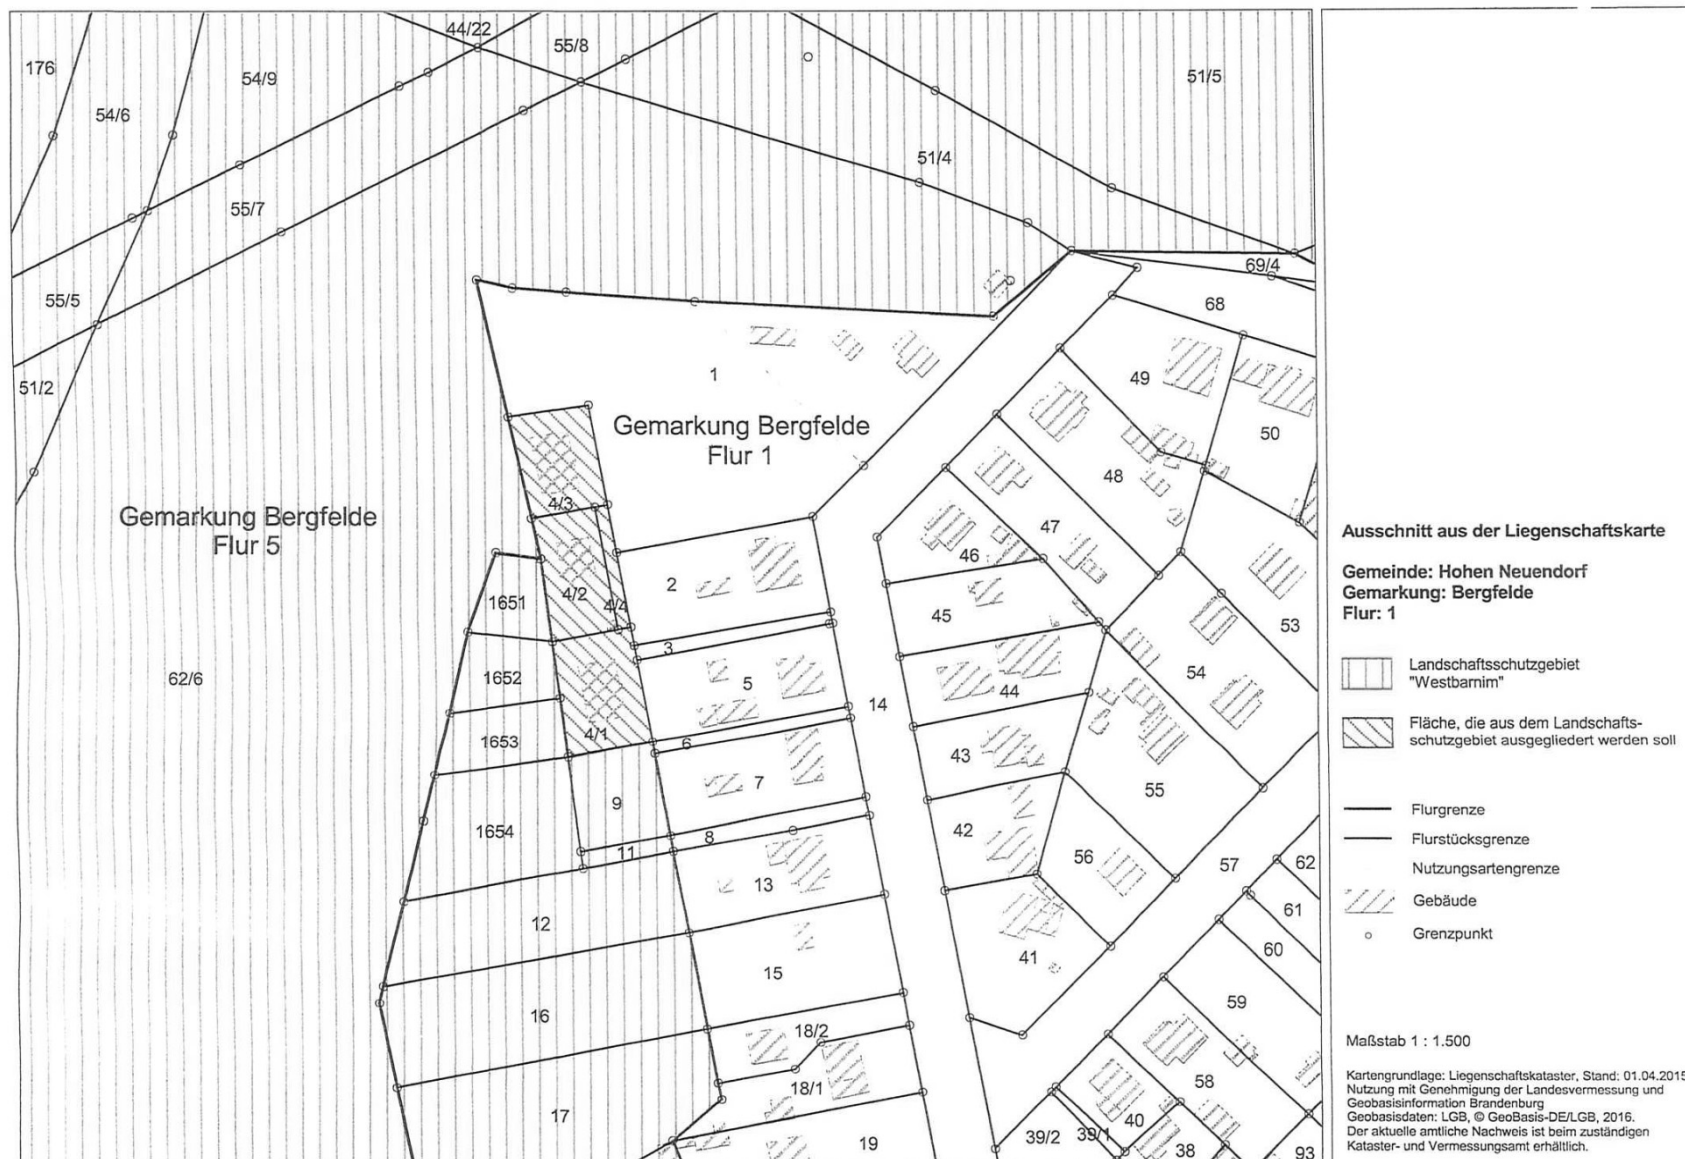 44/22
55/8
176
54/9
51/5
54/6
51/4
55/7
69/4
55/5
68
51/2
1
49
Gemarkung Bergfelde
Flur 1
50
48
4/3
Gemarkung Bergfelde
Flur 5
47
46
2
4/2
1651
4/4
45
53
3
54
1652
62/6
5
44
14
4/1
1653
6
43
7
55
9
1654
8
42
11
56
57
62
13
61
12
60
41
15
59
16
18/2
18/1
58
17
40
39/2
39/1
38
19
93
Ausschnitt aus der Liegenschaftskarte
Gemeinde: Hohen Neuendorf
Gemarkung: Bergfelde
Flur: 1
Landschaftsschutzgebiet
"Westbarnim"
Fläche, die aus dem Landschafts-
schutzgebiet ausgegliedert werden soll
Flurgrenze
Flurstücksgrenze
Nutzungsartengrenze
Gebäude
Grenzpunkt
Maßstab 1 : 1.500
Kartengrundlage: Liegenschaftskataster, Stand: 01.04.2015
Nutzung mit Genehmigung der Landesvermessung und
Geobasisinformation Brandenburg
Geobasisdaten: LGB, © GeoBasis-DE/LGB, 2016.
Der aktuelle amtliche Nachweis ist beim zuständigen
Kataster- und Vermessungsamt erhältlich.